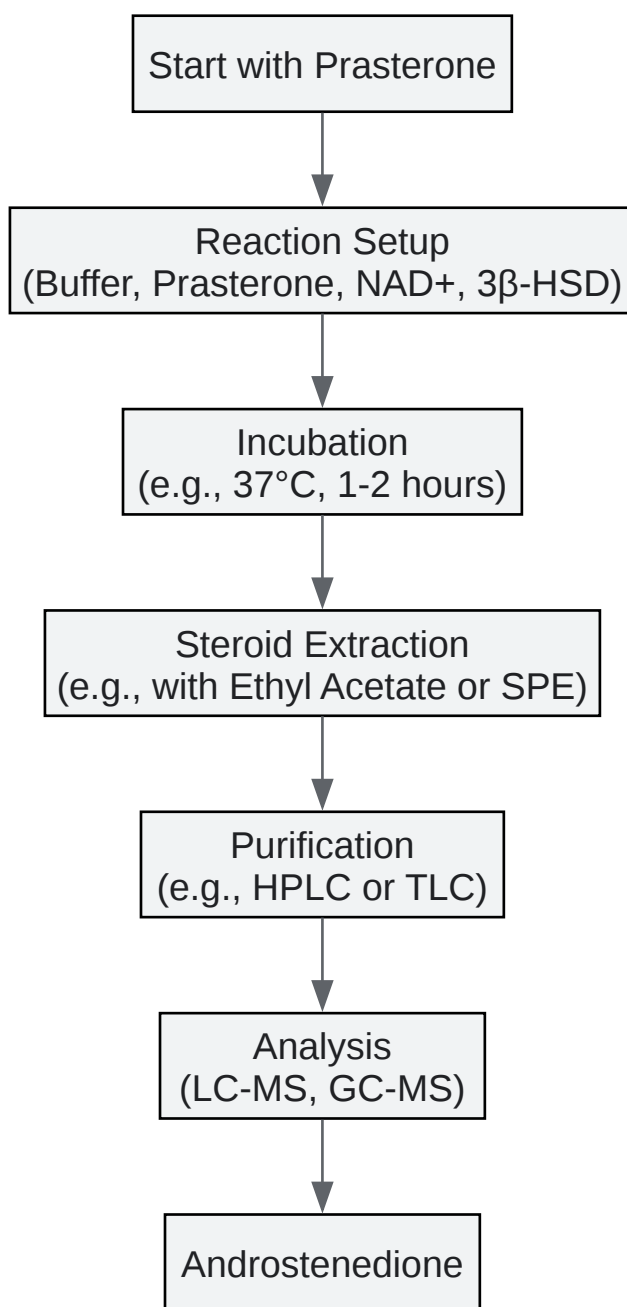 Start with Prasterone
Reaction Setup
(Buffer, Prasterone, NAD+, 3β-HSD)
Incubation
(e.g., 37°C, 1-2 hours)
Steroid Extraction
(e.g., with Ethyl Acetate or SPE)
Purification
(e.g., HPLC or TLC)
Analysis
(LC-MS, GC-MS)
Androstenedione